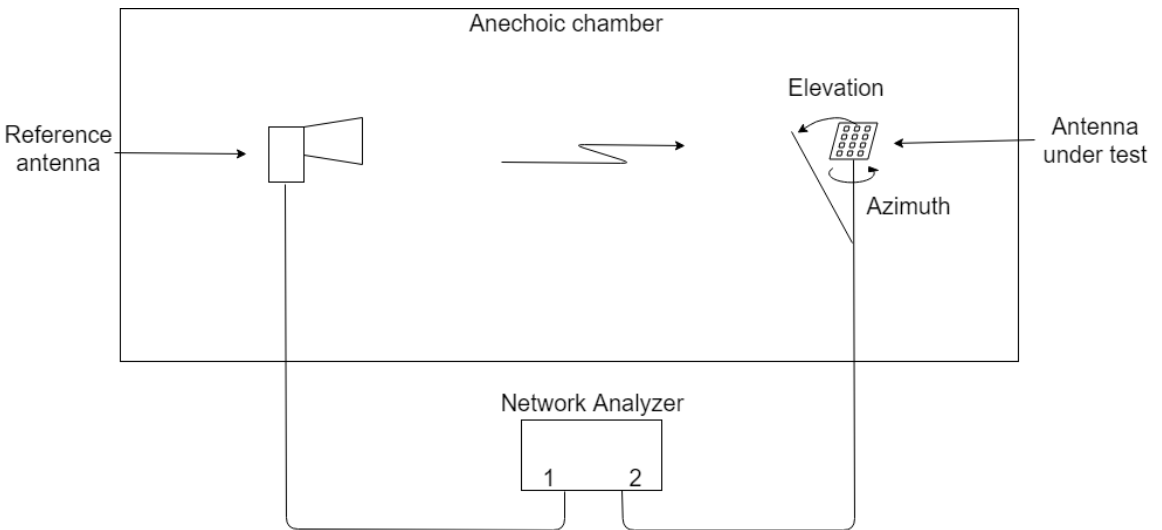 Anechoic chamber
Elevation
Reference
antenna
Antenna
under test
Azimuth
Network Analyzer
1 2